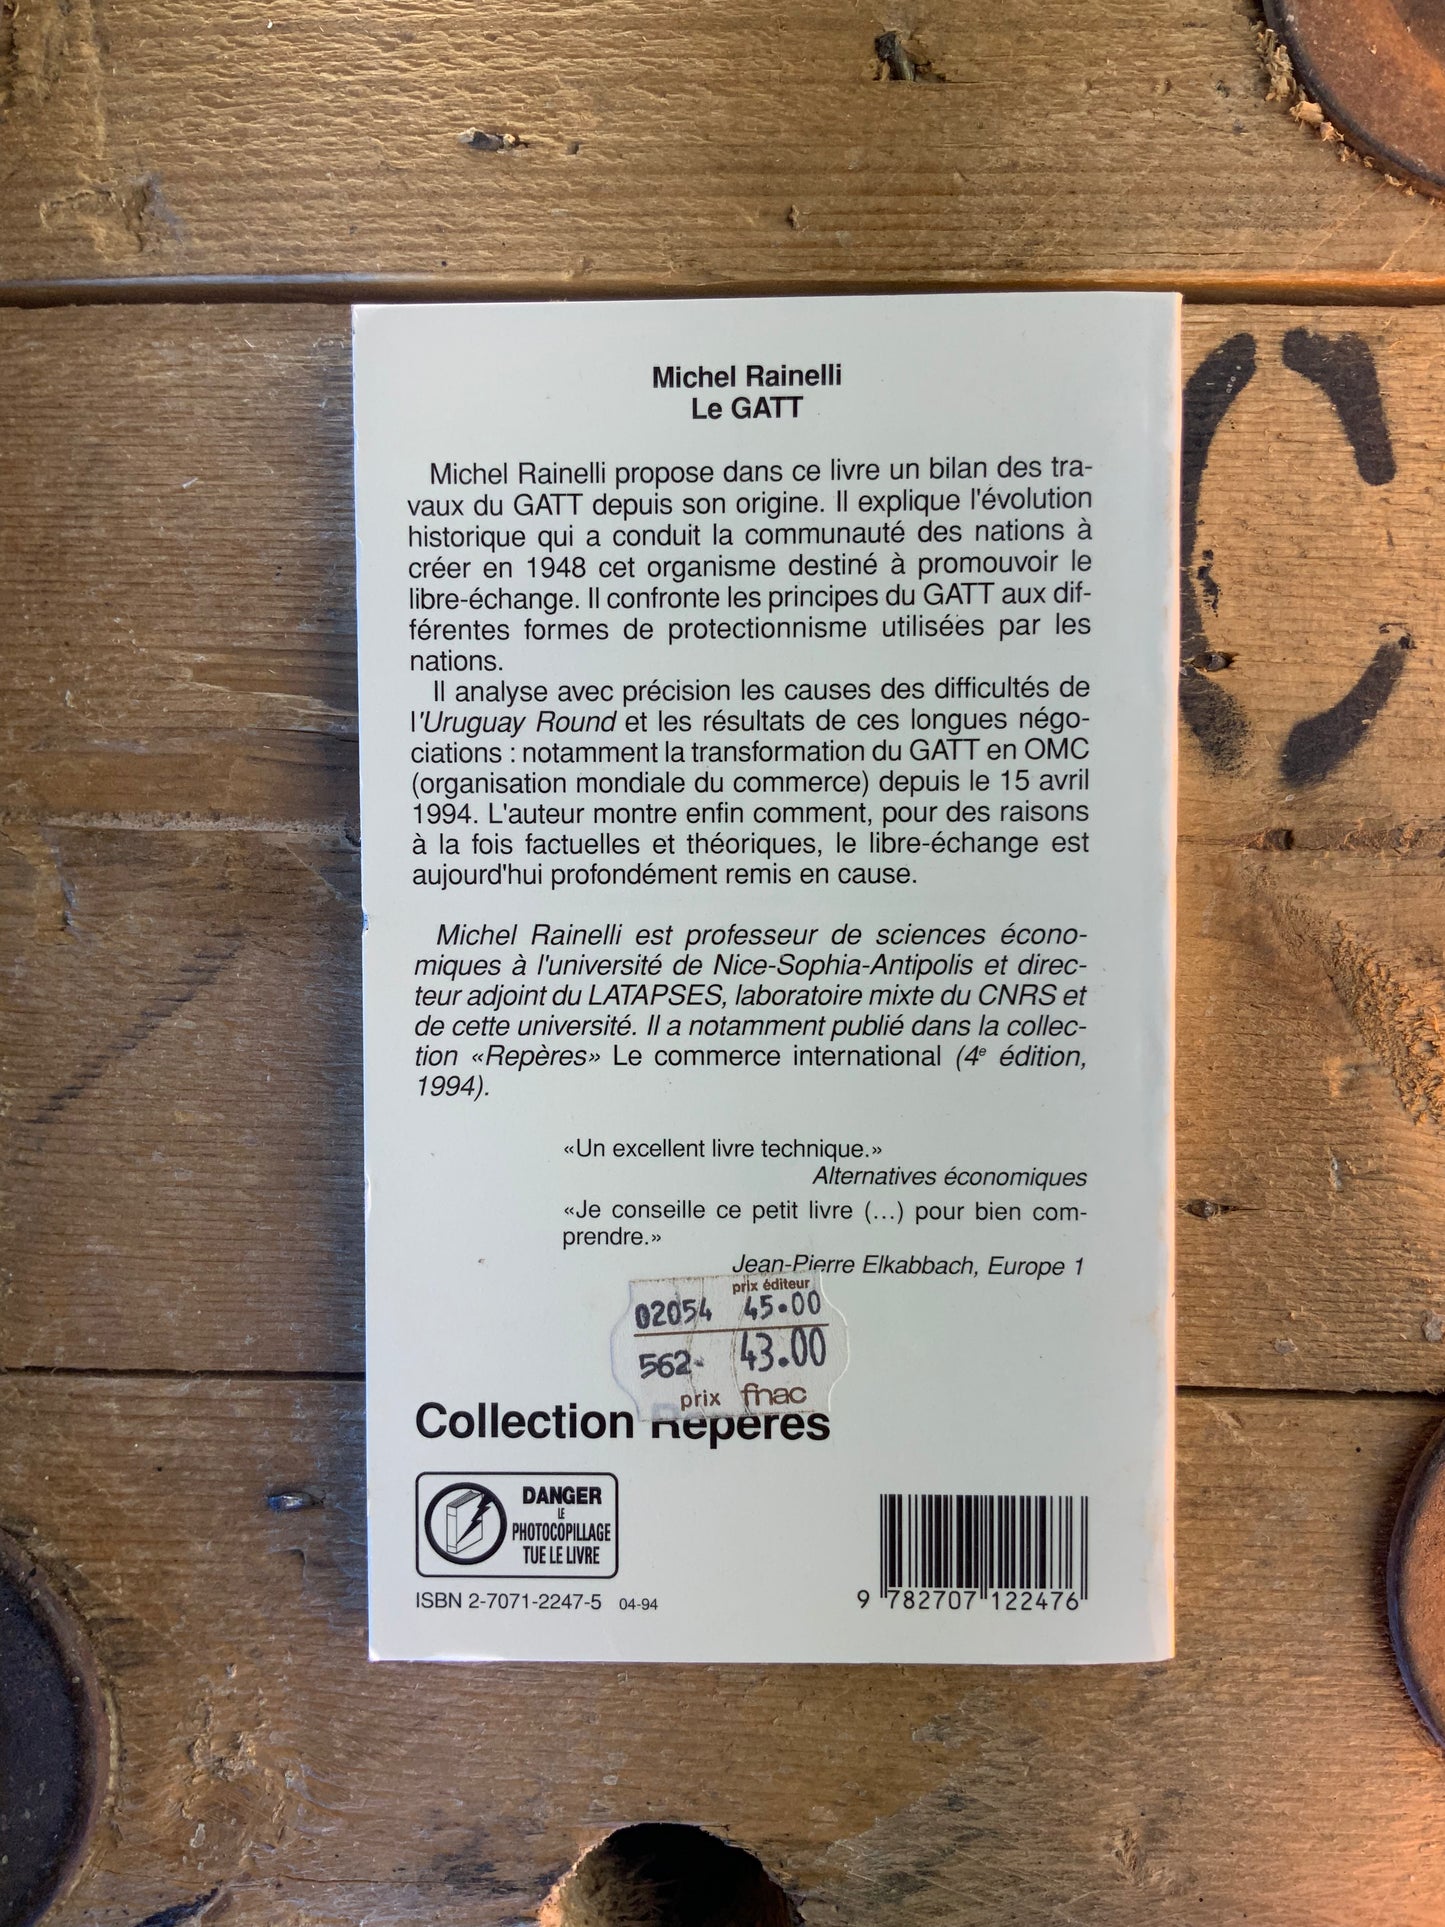 Michel Rainelli
Le GATT
Michel Rainelli propose dans ce livre un bilan des tra-
vaux du GATT depuis son origine. Il explique l'évolution
historique qui a conduit la communauté des nations à
créer en 1948 cet organisme destiné à promouvoir le
libre-échange. Il confronte les principes du GATT aux dif-
férentes formes de protectionnisme utilisées par les
nations.
Il analyse avec précision les causes des difficultés de
l'Uruguay Round et les résultats de ces longues négo-
ciations : notamment la transformation du GATT en OMC
(organisation mondiale du commerce) depuis le 15 avril
1994. L'auteur montre enfin comment, pour des raisons
à la fois factuelles et théoriques, le libre-échange est
aujourd'hui profondément remis en cause.
Michel Rainelli est professeur de sciences écono-
miques à l'université de Nice-Sophia-Antipolis et direc-
teur adjoint du LATAPSES, laboratoire mixte du CNRS et
de cette université. Il a notamment publié dans la collec-
tion «Repères» Le commerce international (4e édition,
1994).
«Un excellent livre technique.»
Alternatives économiques
«Je conseille ce petit livre (...) pour bien com-
prendre.»
Jean-Pierre Elkabbach, Europe 1
prix éditeur
02054 45.00
562- 43.00
prix fnac
Collection Repères
DANGER
LE
PHOTOCOPILLAGE
TUE LE LIVRE
ISBN 2-7071-2247-5 04-94
9 782707 122476